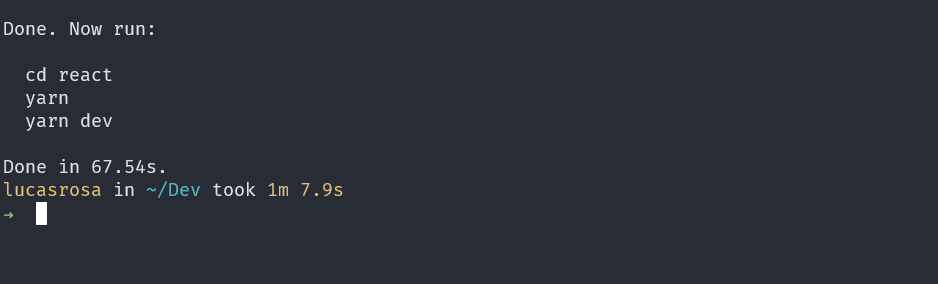 Done. Now run:
cd react
yarn
yarn dev
Done in 67.54s.
lucasrosa in ~/Dev took 1m 7.9s
→